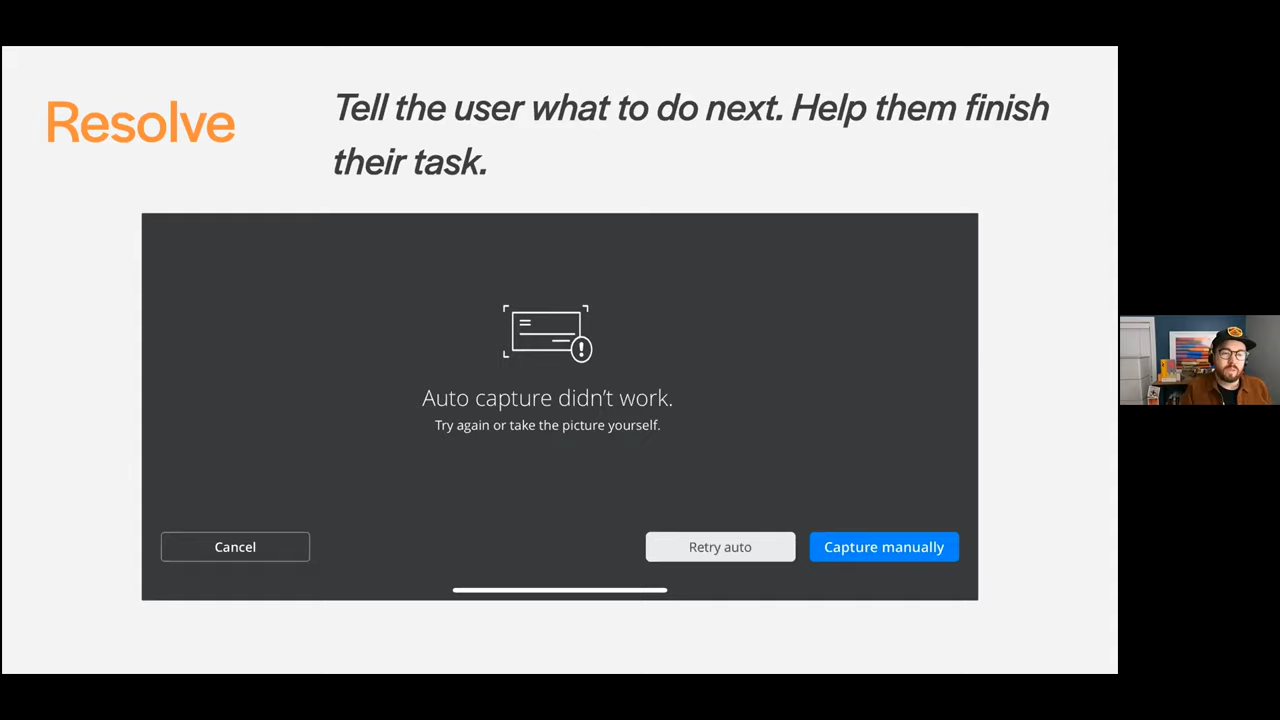 Resolve
Tell the user what to do next. Help them finish
their task.
Auto capture didn’t work.
Try again or take the picture yourself.
Cancel
Retry auto
Capture manually